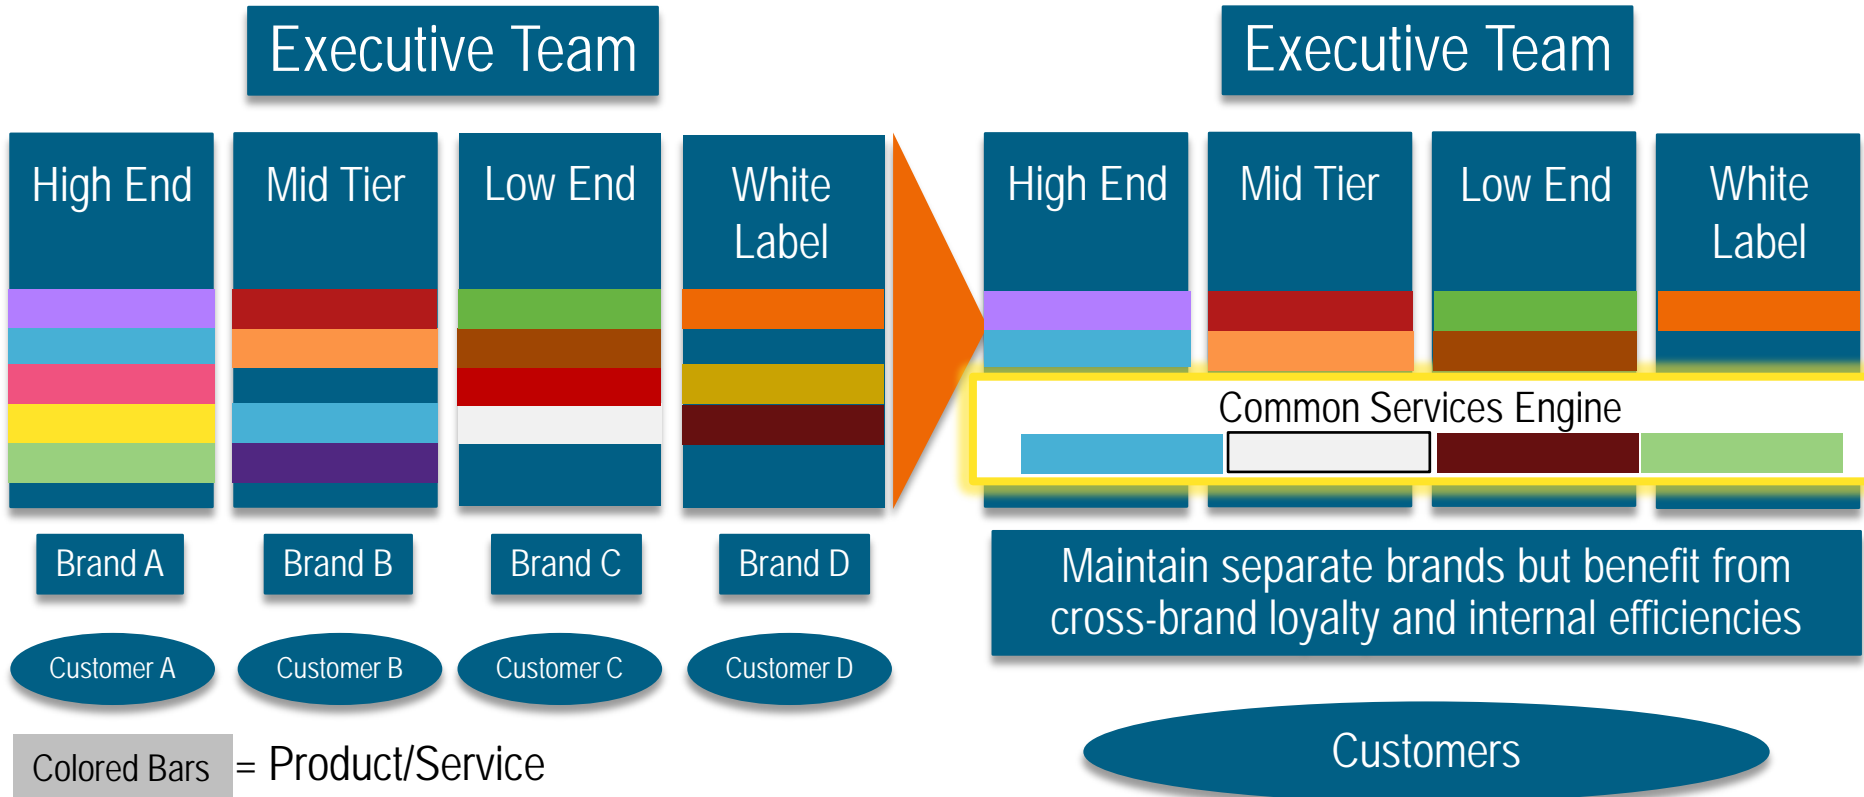 Executive Team
High End
Mid Tier
Low End
White
Label
Brand A
Brand B
Brand C
Brand D
Customer A
Customer B
Customer C
Customer D
Colored Bars = Product/Service
Executive Team
High End
Mid Tier
Low End
White
Label
Common Services Engine
Maintain separate brands but benefit from
cross-brand loyalty and internal efficiencies
Customers